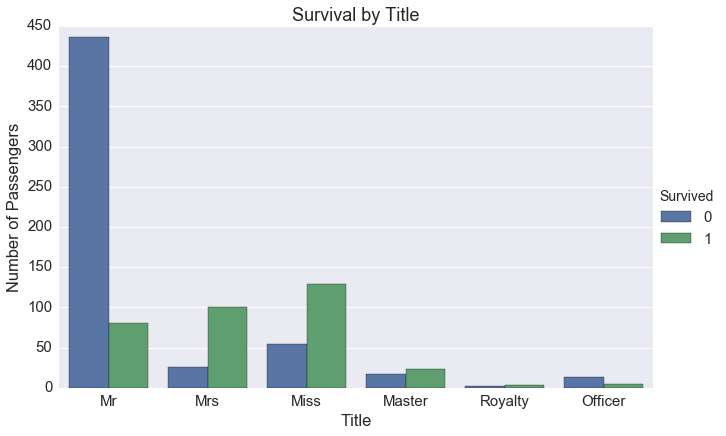 Survival by Title
450
400
350
300
250
200
150
100
50
0
Number of Passengers
Mr Mrs Miss Master Royalty Officer
Title
Survived
0
1